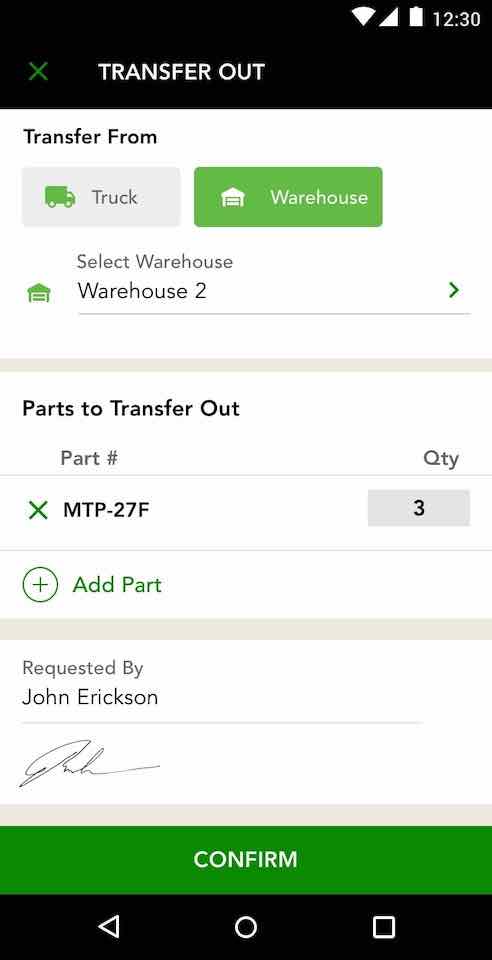 12:30
TRANSFER OUT
Transfer From
Truck Warehouse
Select Warehouse
Warehouse 2
Parts to Transfer Out
Part # Qty
MTP-27F 3
Add Part
Requested By
John Erickson
CONFIRM